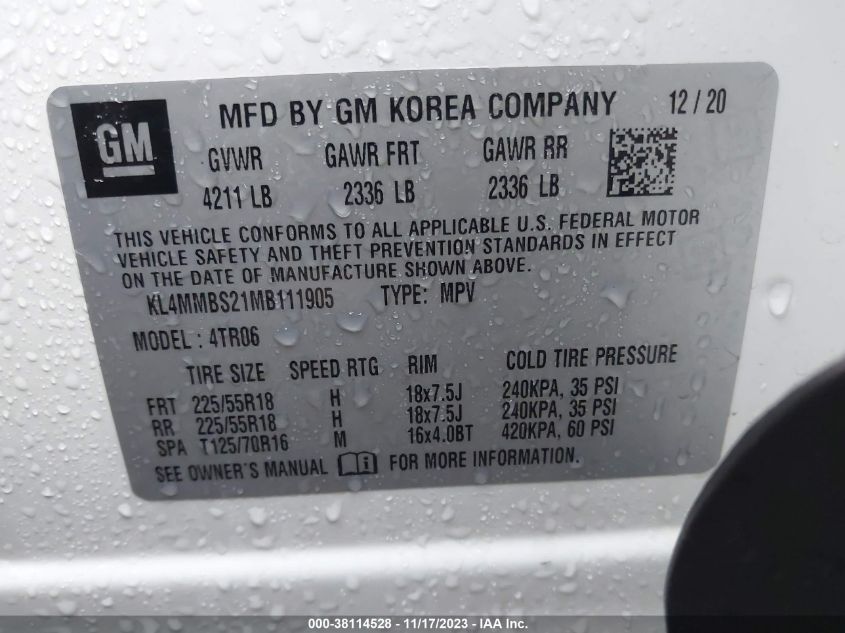 GM
MFD BY GM KOREA COMPANY 12/20
GVWR GAWR FRT GAWR RR
4211 LB 2336 LB 2336 LB
THIS VEHICLE CONFORMS TO ALL APPLICABLE U.S. FEDERAL MOTOR
VEHICLE SAFETY AND THEFT PREVENTION STANDARDS IN EFFECT
ON THE DATE OF MANUFACTURE SHOWN ABOVE.
KL4MMBS21MB111905 TYPE: MPV
MODEL : 4TR06
TIRE SIZE SPEED RTG RIM COLD TIRE PRESSURE
FRT 225/55R18 H 18x7.5J 240KPA, 35 PSI
RR 225/55R18 H 18x7.5J 240KPA, 35 PSI
SPA T125/70R16 M 16x4.0BT 420KPA, 60 PSI
SEE OWNER'S MANUAL i FOR MORE INFORMATION.
000-38114528 - 11/17/2023 - IAA Inc.